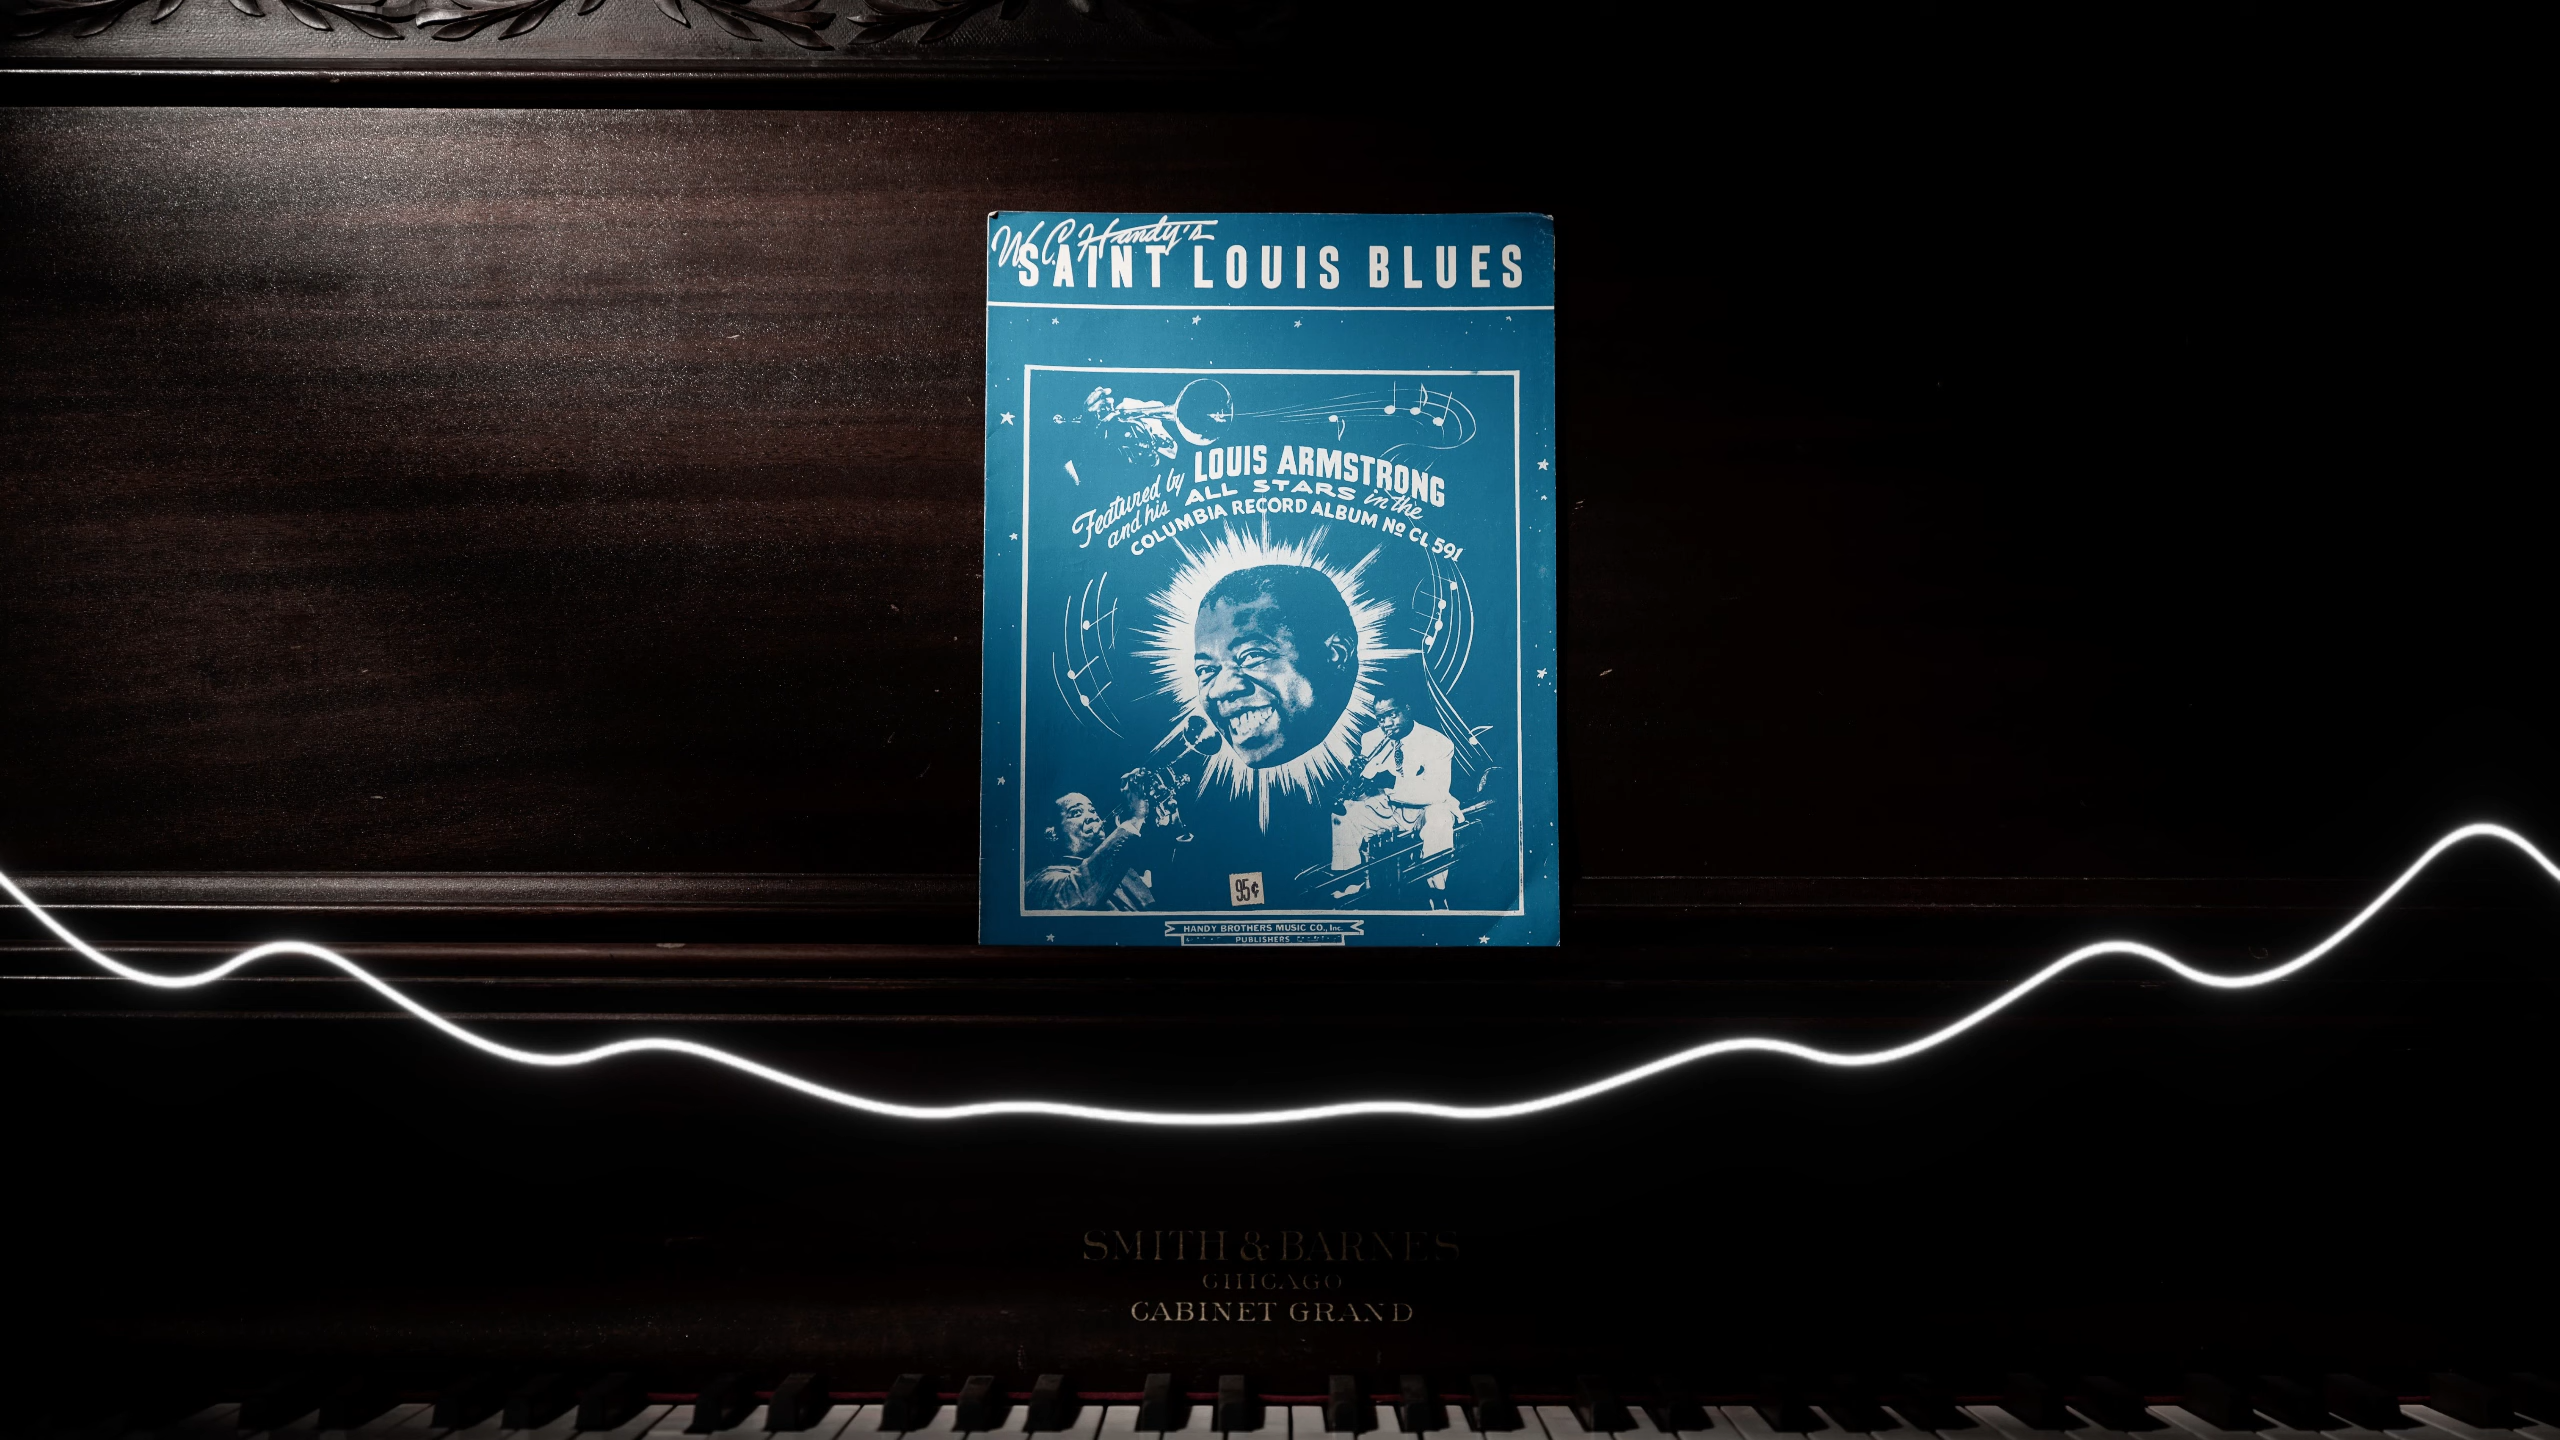 W. C. Handy's
SAINT LOUIS BLUES
Featured by LOUIS ARMSTRONG
and his ALL STARS in the
COLUMBIA RECORD ALBUM No CL 591
95¢
HANDY BROTHERS MUSIC CO., Inc.
PUBLISHERS
SMITH & BARNES
CHICAGO
CABINET GRAND